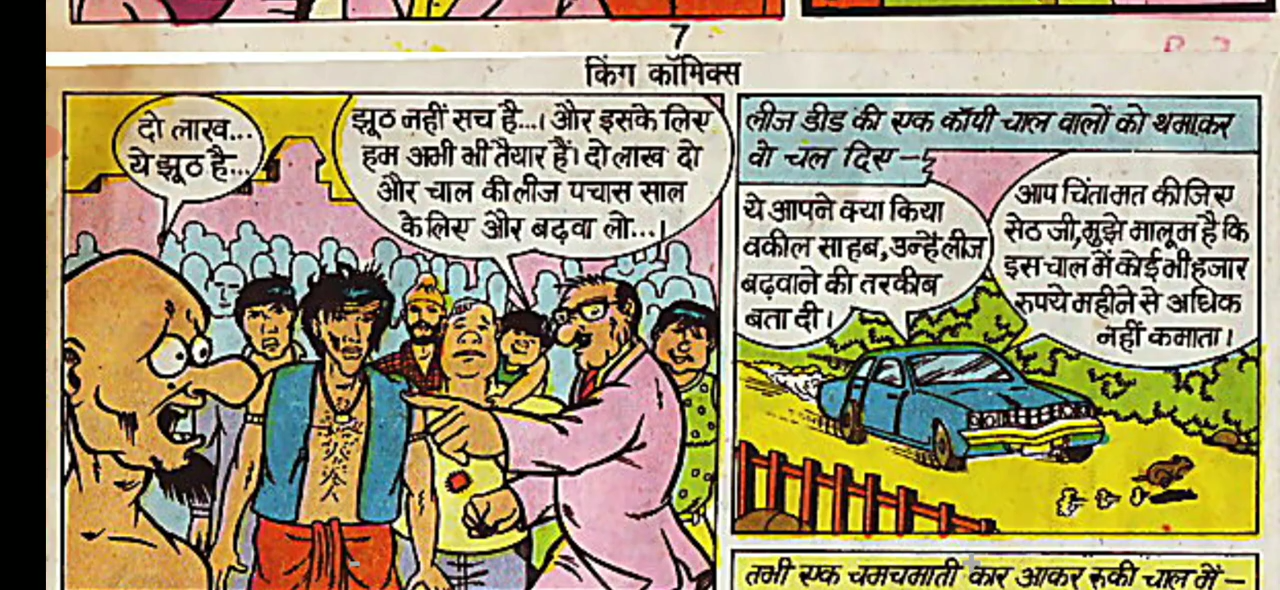 7
किंग कॉमिक्स
दो लाख...
ये झूठ है...
झूठ नहीं सच है...। और इसके लिए
हम अभी भी तैयार हैं। दो लाख दो
और चाल की लीज पचास साल
के लिए और बढ़वा लो...।
लीज डीड की एक कॉपी चाल वालों को थमाकर
वो चल दिए —
ये आपने क्या किया
वकील साहब, उन्हें लीज
बढ़वाने की तरकीब
बता दी।
आप चिंता मत कीजिए
सेठ जी, मुझे मालूम है कि
इस चाल में कोई भी हजार
रुपये महीने से अधिक
नहीं कमाता।
तभी एक चमचमाती कार आकर रुकी चाल में —